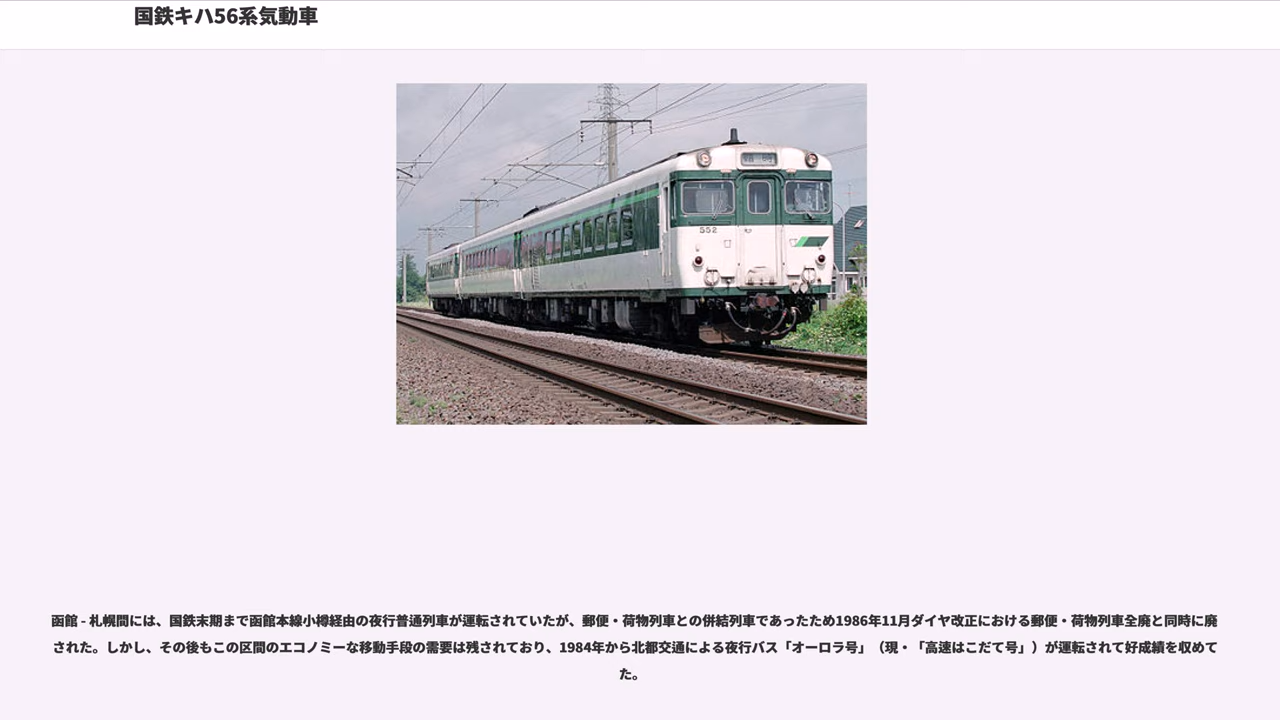 国鉄キハ56系気動車
552
函館 - 札幌間には、国鉄末期まで函館本線小樽経由の夜行普通列車が運転されていたが、郵便・荷物列車との併結列車であったため1986年11月ダイヤ改正における郵便・荷物列車全廃と同時に廃
された。しかし、その後もこの区間のエコノミーな移動手段の需要は残されており、1984年から北都交通による夜行バス「オーロラ号」（現・「高速はこだて号」）が運転されて好成績を収めて
た。